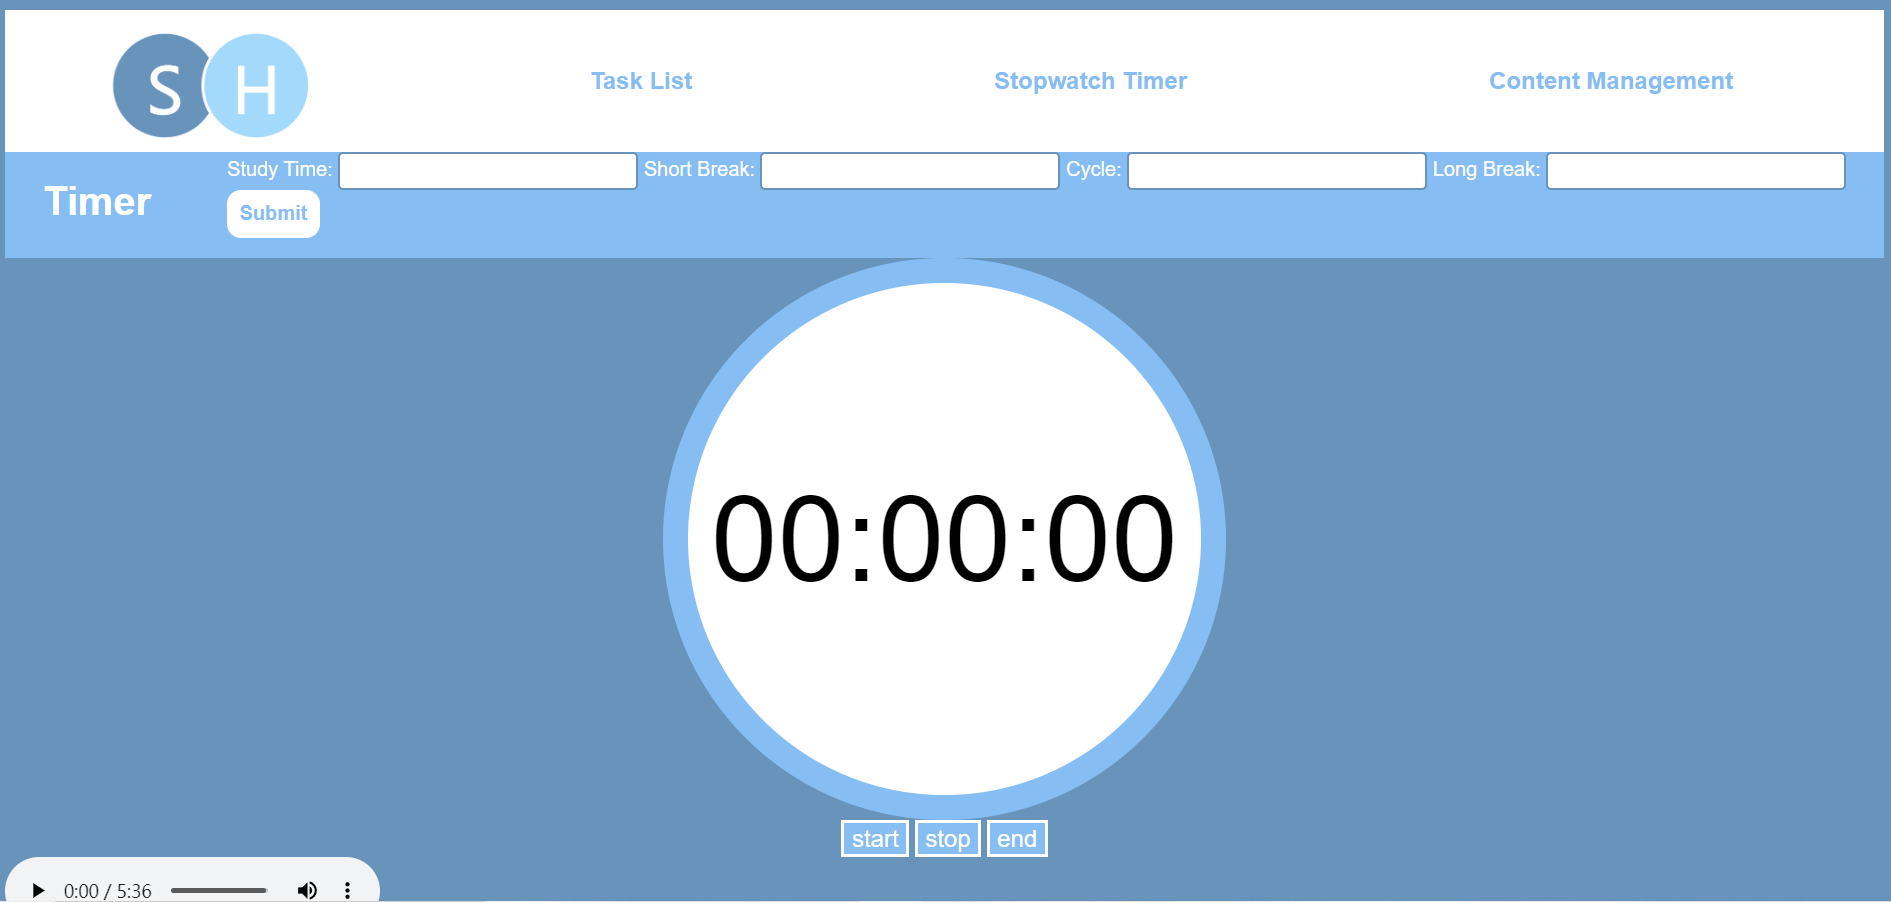 S H
Task List
Stopwatch Timer
Content Management
Timer
Study Time: Short Break: Cycle: Long Break:
Submit
00:00:00
start stop end
0:00 / 5:36